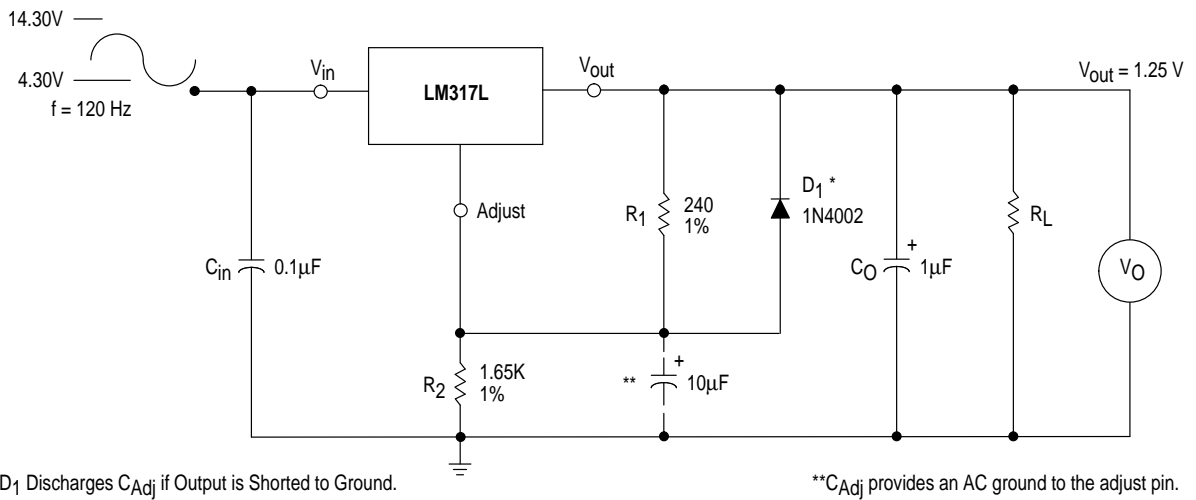 14.30V
4.30V
f = 120 Hz
Vin
LM317L
Vout
Vout = 1.25 V
Adjust
Cin
0.1μF
R1
240
1%
D1 *
1N4002
CO
+
1μF
RL
VO
R2
1.65K
1%
**
+
10μF
D1 Discharges CAdj if Output is Shorted to Ground.
**CAdj provides an AC ground to the adjust pin.